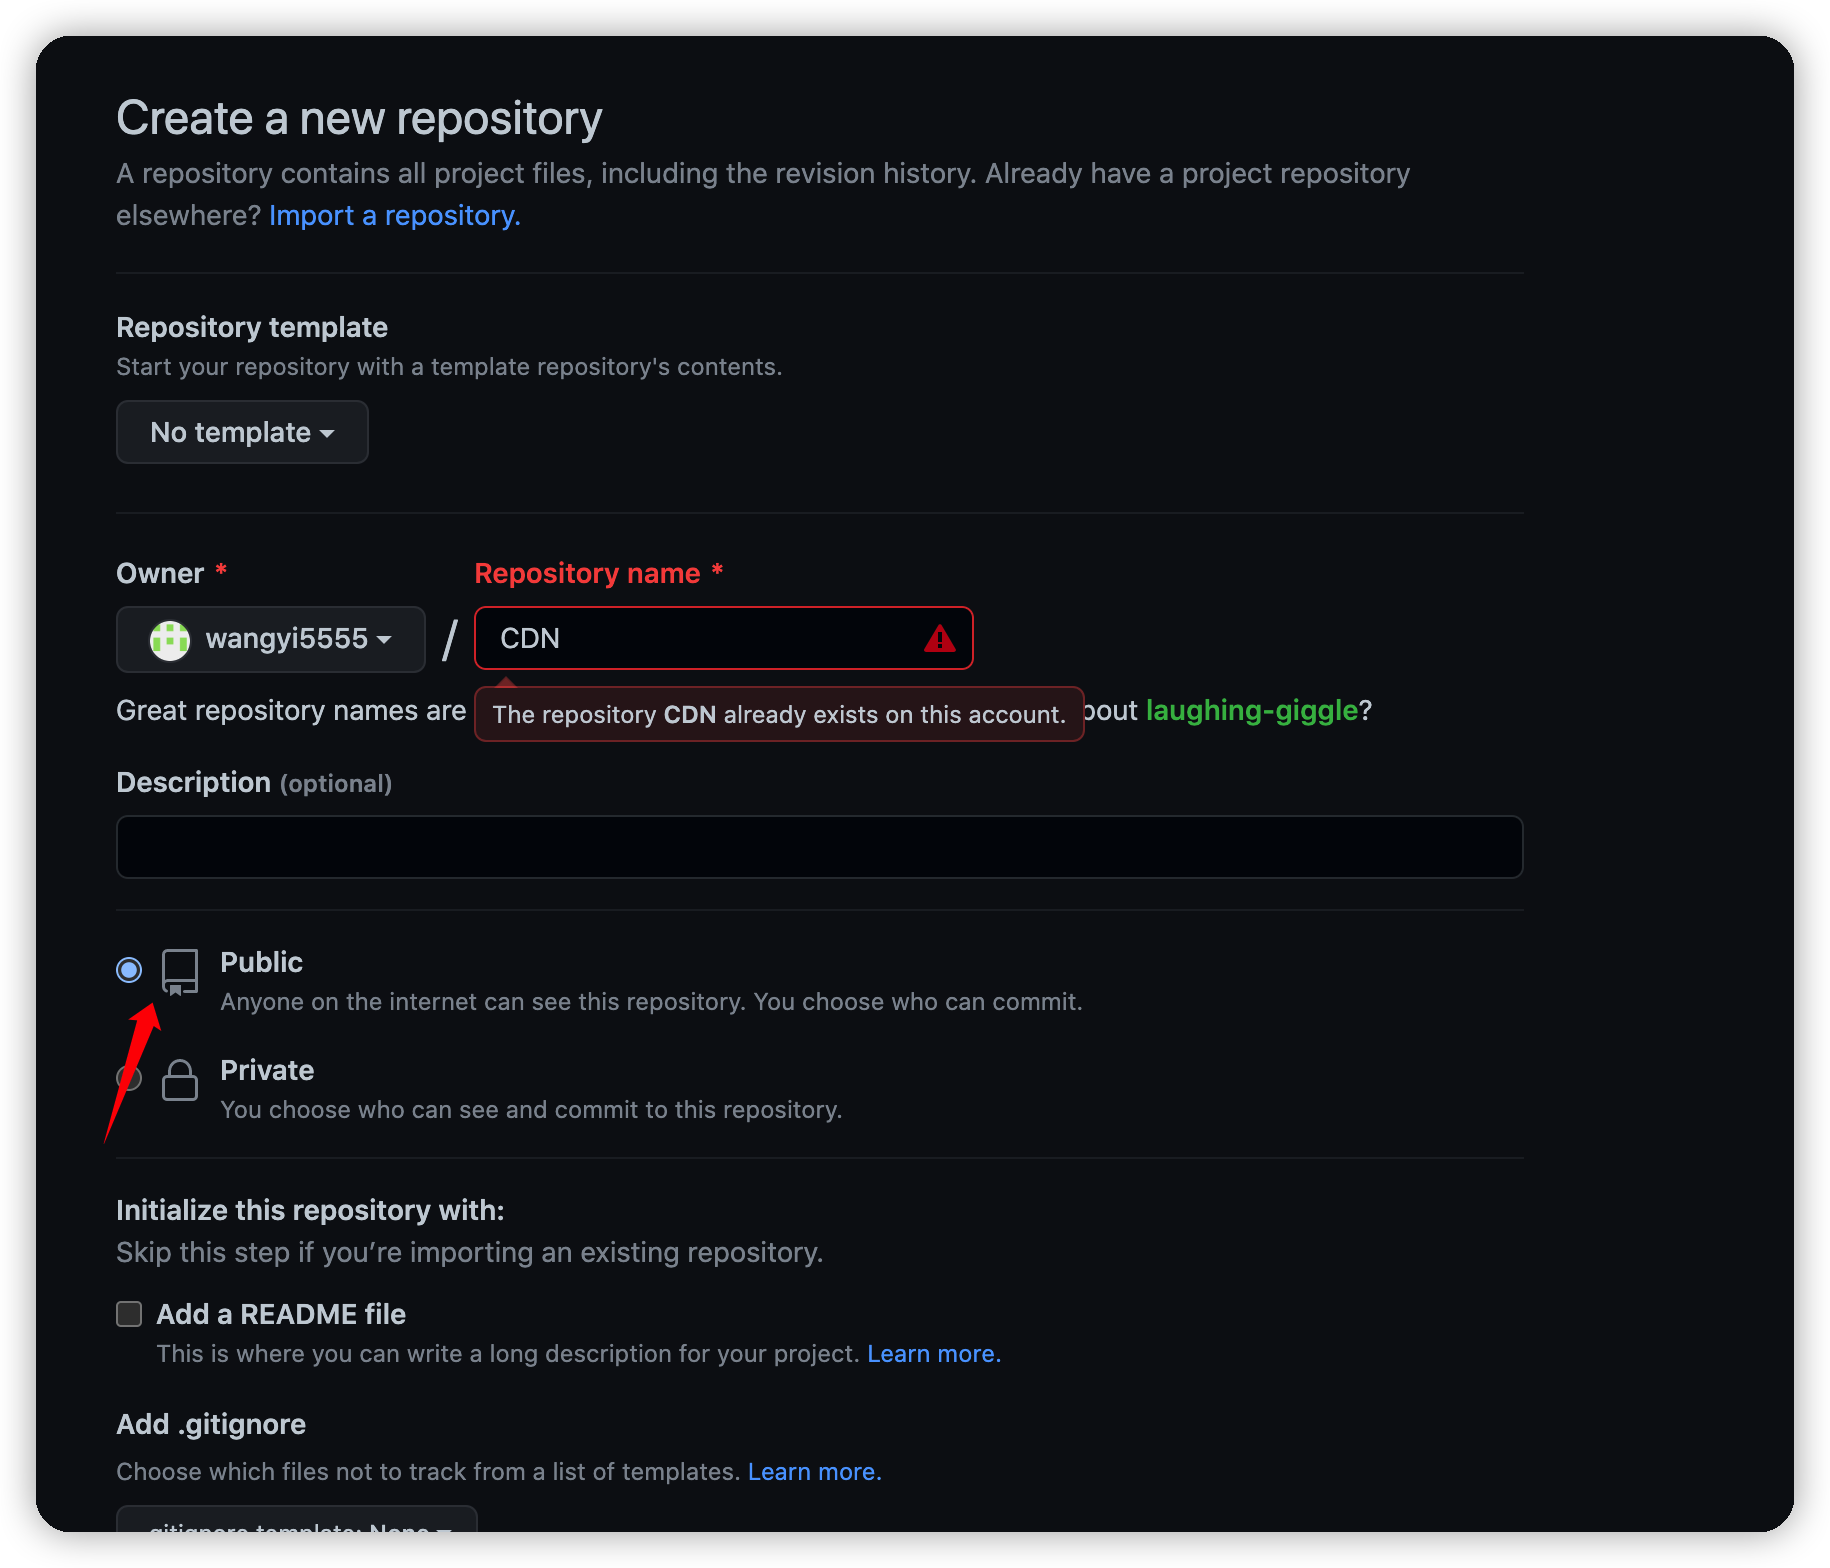 Create a new repository
A repository contains all project files, including the revision history. Already have a project repository
elsewhere? Import a repository.
Repository template
Start your repository with a template repository's contents.
No template
Owner *
Repository name *
wangyi5555
/
CDN
Great repository names are
The repository CDN already exists on this account.
laughing-giggle?
Description (optional)
Public
Anyone on the internet can see this repository. You choose who can commit.
Private
You choose who can see and commit to this repository.
Initialize this repository with:
Skip this step if you’re importing an existing repository.
Add a README file
This is where you can write a long description for your project. Learn more.
Add .gitignore
Choose which files not to track from a list of templates. Learn more.
.gitignore template: None